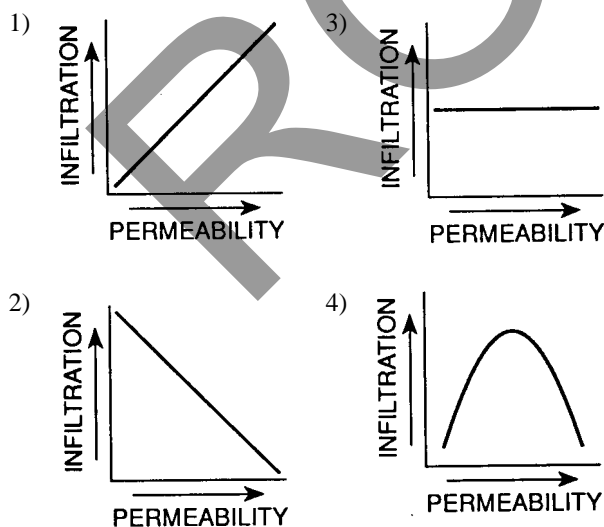 1)
INFILTRATION
PERMEABILITY
3)
INFILTRATION
PERMEABILITY
2)
INFILTRATION
PERMEABILITY
4)
INFILTRATION
PERMEABILITY